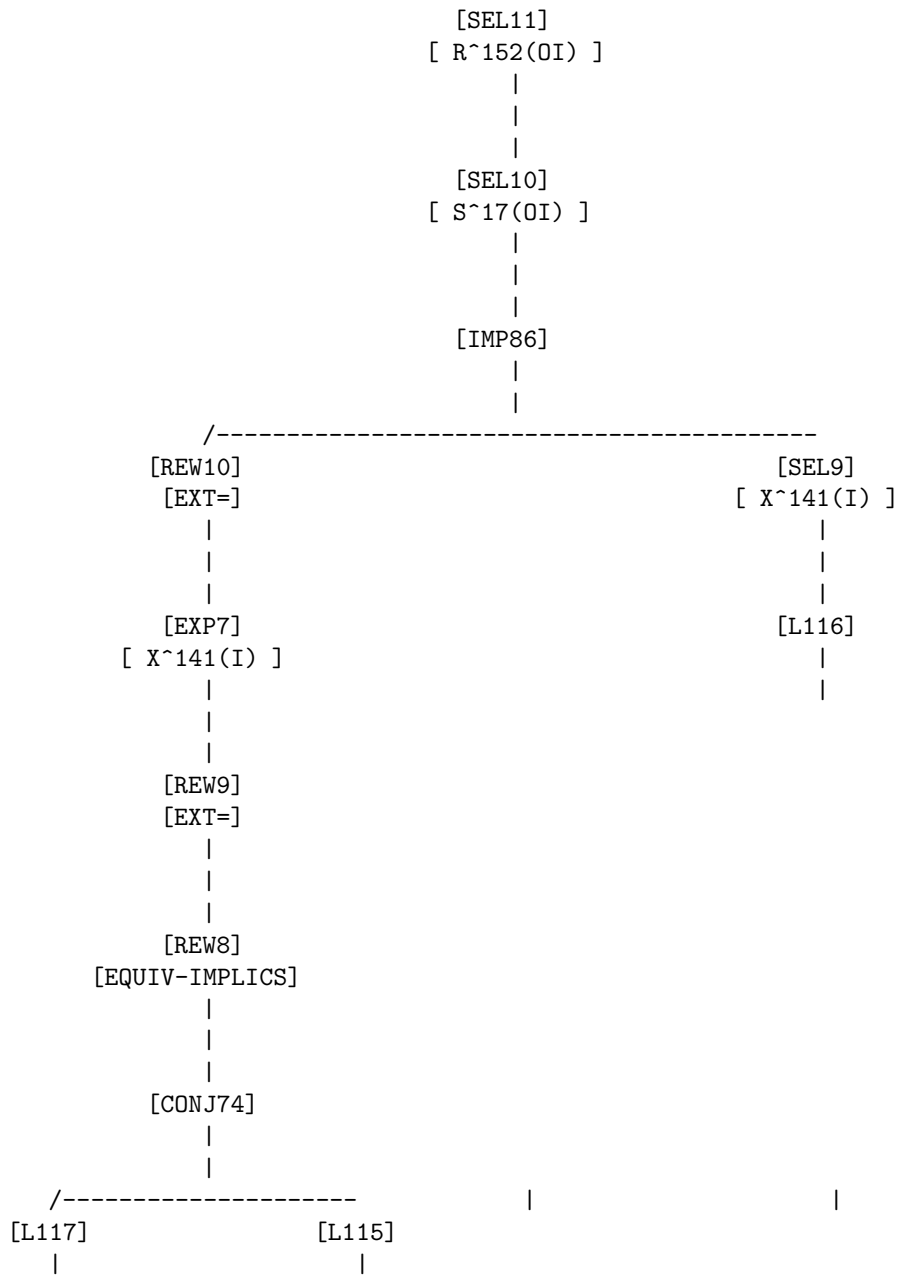 [SEL11]
[ R^152(OI) ]
|
|
|
[SEL10]
[ S^17(OI) ]
|
|
|
[IMP86]
|
|
/-------------------------------------------
[REW10] [SEL9]
[EXT=] [ X^141(I) ]
| |
| |
| |
[EXP7] [L116]
[ X^141(I) ] |
| |
|
|
[REW9]
[EXT=]
|
|
|
[REW8]
[EQUIV-IMPLICS]
|
|
|
[CONJ74]
|
|
/--------------------- | |
[L117] [L115]
| |